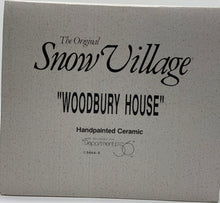 The Original
Snow Village
"WOODBURY HOUSE"
Handpainted Ceramic
Department 56